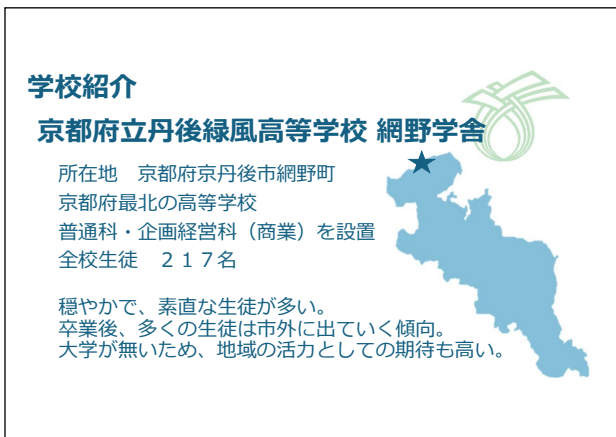 学校紹介
京都府立丹後緑風高等学校 網野学舎
所在地　京都府京丹後市網野町
京都府最北の高等学校
普通科・企画経営科（商業）を設置
全校生徒　２１７名
穏やかで、素直な生徒が多い。
卒業後、多くの生徒は市外に出ていく傾向。
大学が無いため、地域の活力としての期待も高い。